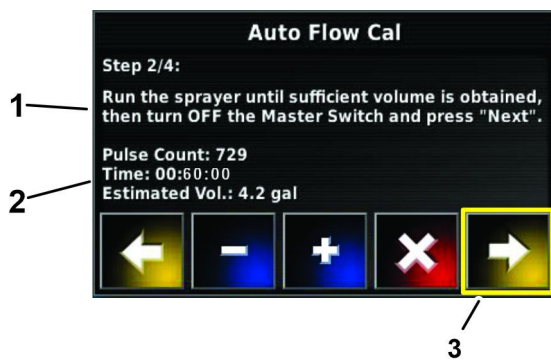 Auto Flow Cal
Step 2/4:
Run the sprayer until sufficient volume is obtained,
then turn OFF the Master Switch and press "Next".
Pulse Count: 729
Time: 00:60:00
Estimated Vol.: 4.2 gal
1
2
3